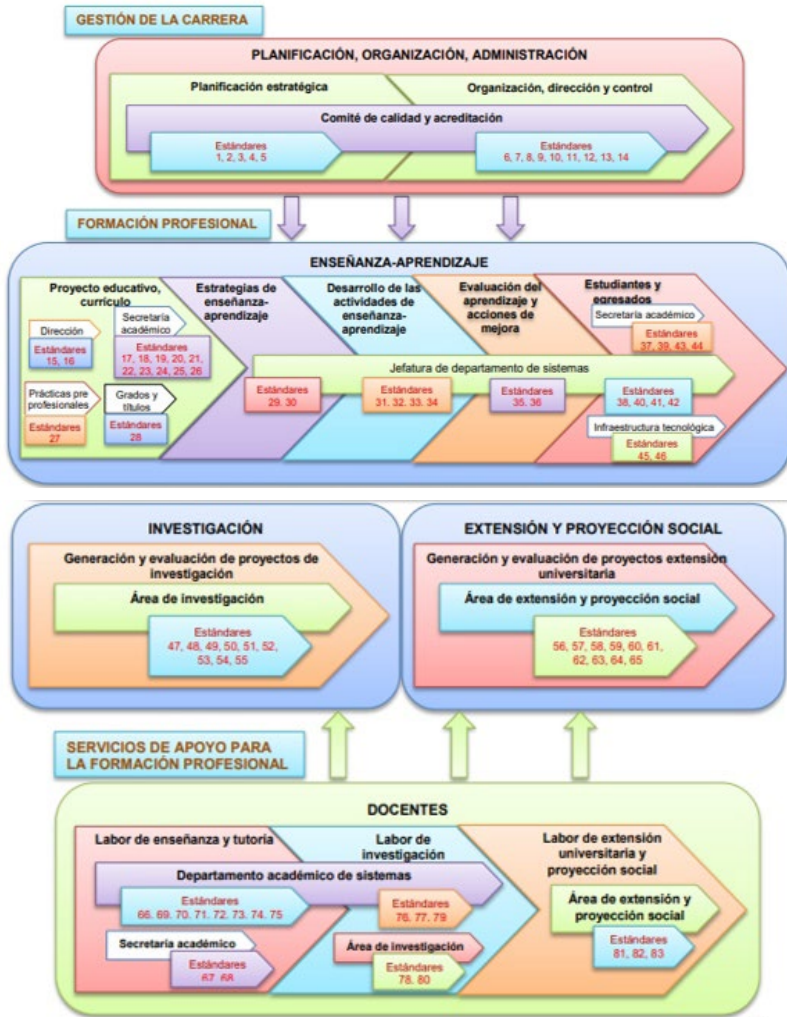 GESTIÓN DE LA CARRERA
PLANIFICACIÓN, ORGANIZACIÓN, ADMINISTRACIÓN
Planificación estratégica
Organización, dirección y control
Comité de calidad y acreditación
Estándares
1, 2, 3, 4, 5
Estándares
6, 7, 8, 9, 10, 11, 12, 13, 14
FORMACIÓN PROFESIONAL
ENSEÑANZA-APRENDIZAJE
Proyecto educativo,
currículo
Dirección
Estándares
15, 16
Secretaría
académico
Estándares
17, 18, 19, 20, 21,
22, 23, 24, 25, 26
Prácticas pre
profesionales
Estándares
27
Grados y
títulos
Estándares
28
Estrategias de
enseñanza-
aprendizaje
Desarrollo de las
actividades de
enseñanza-
aprendizaje
Evaluación del
aprendizaje y
acciones de
mejora
Estudiantes y
egresados
Secretaría académico
Estándares
37, 39, 43, 44
Jefatura de departamento de sistemas
Estándares
29, 30
Estándares
31, 32, 33, 34
Estándares
35, 36
Estándares
38, 40, 41, 42
Infraestructura tecnológica
Estándares
45, 46
INVESTIGACIÓN
Generación y evaluación de proyectos de
investigación
Área de investigación
Estándares
47, 48, 49, 50, 51, 52,
53, 54, 55
EXTENSIÓN Y PROYECCIÓN SOCIAL
Generación y evaluación de proyectos extensión
universitaria
Área de extensión y proyección social
Estándares
56, 57, 58, 59, 60, 61,
62, 63, 64, 65
SERVICIOS DE APOYO PARA
LA FORMACIÓN PROFESIONAL
DOCENTES
Labor de enseñanza y tutoría
Labor de
investigación
Labor de extensión
universitaria y
proyección social
Departamento académico de sistemas
Estándares
66, 69, 70, 71, 72, 73, 74, 75
Estándares
76, 77, 79
Secretaría académico
Estándares
67, 68
Área de investigación
Estándares
78, 80
Área de extensión y
proyección social
Estándares
81, 82, 83